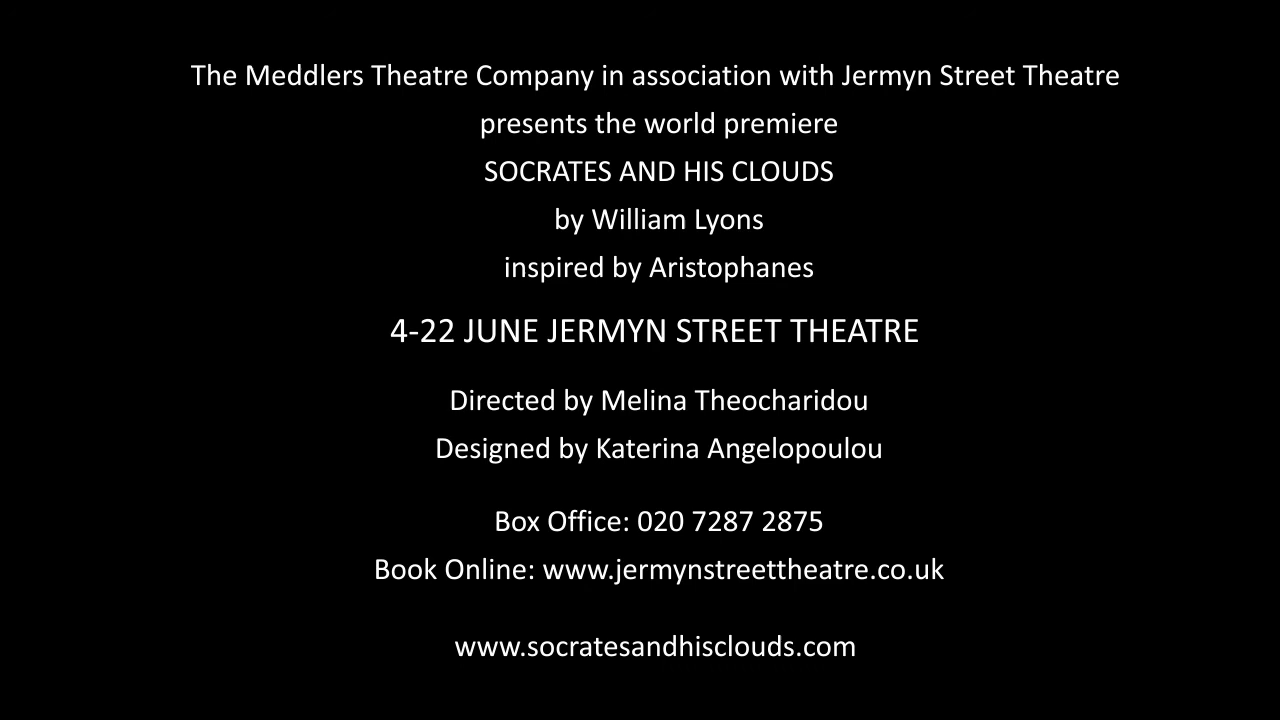 The Meddlers Theatre Company in association with Jermyn Street Theatre
presents the world premiere
SOCRATES AND HIS CLOUDS
by William Lyons
inspired by Aristophanes
4-22 JUNE JERMYN STREET THEATRE
Directed by Melina Theocharidou
Designed by Katerina Angelopoulou
Box Office: 020 7287 2875
Book Online: www.jermynstreettheatre.co.uk
www.socratesandhisclouds.com